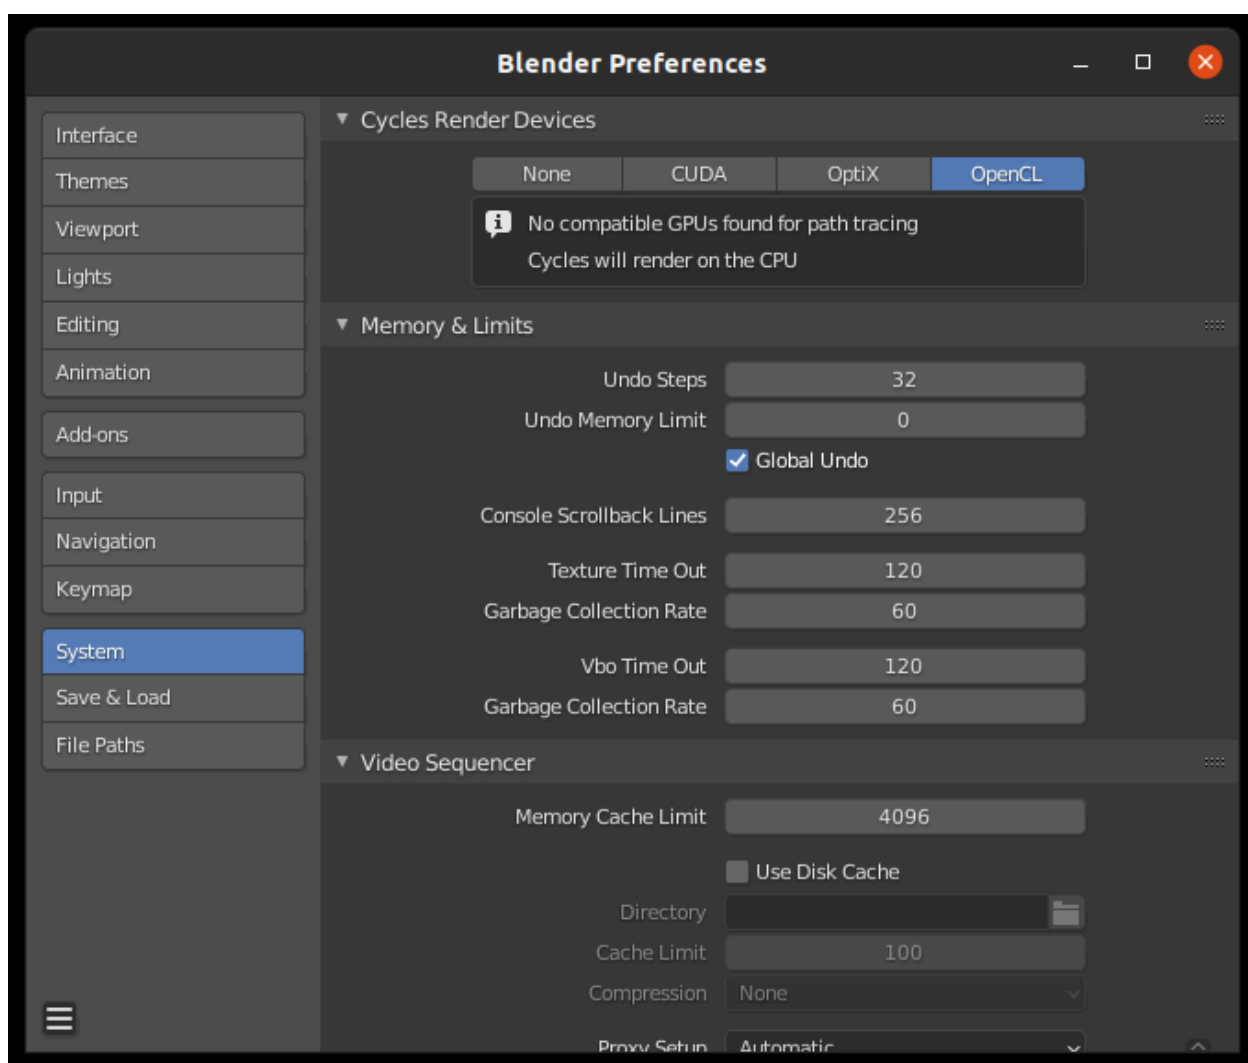 Blender Preferences
Interface
Themes
Viewport
Lights
Editing
Animation
Add-ons
Input
Navigation
Keymap
System
Save & Load
File Paths
Cycles Render Devices
None CUDA OptiX OpenCL
No compatible GPUs found for path tracing
Cycles will render on the CPU
Memory & Limits
Undo Steps 32
Undo Memory Limit 0
Global Undo
Console Scrollback Lines 256
Texture Time Out 120
Garbage Collection Rate 60
Vbo Time Out 120
Garbage Collection Rate 60
Video Sequencer
Memory Cache Limit 4096
Use Disk Cache
Directory
Cache Limit 100
Compression None
Proxy Setup Automatic